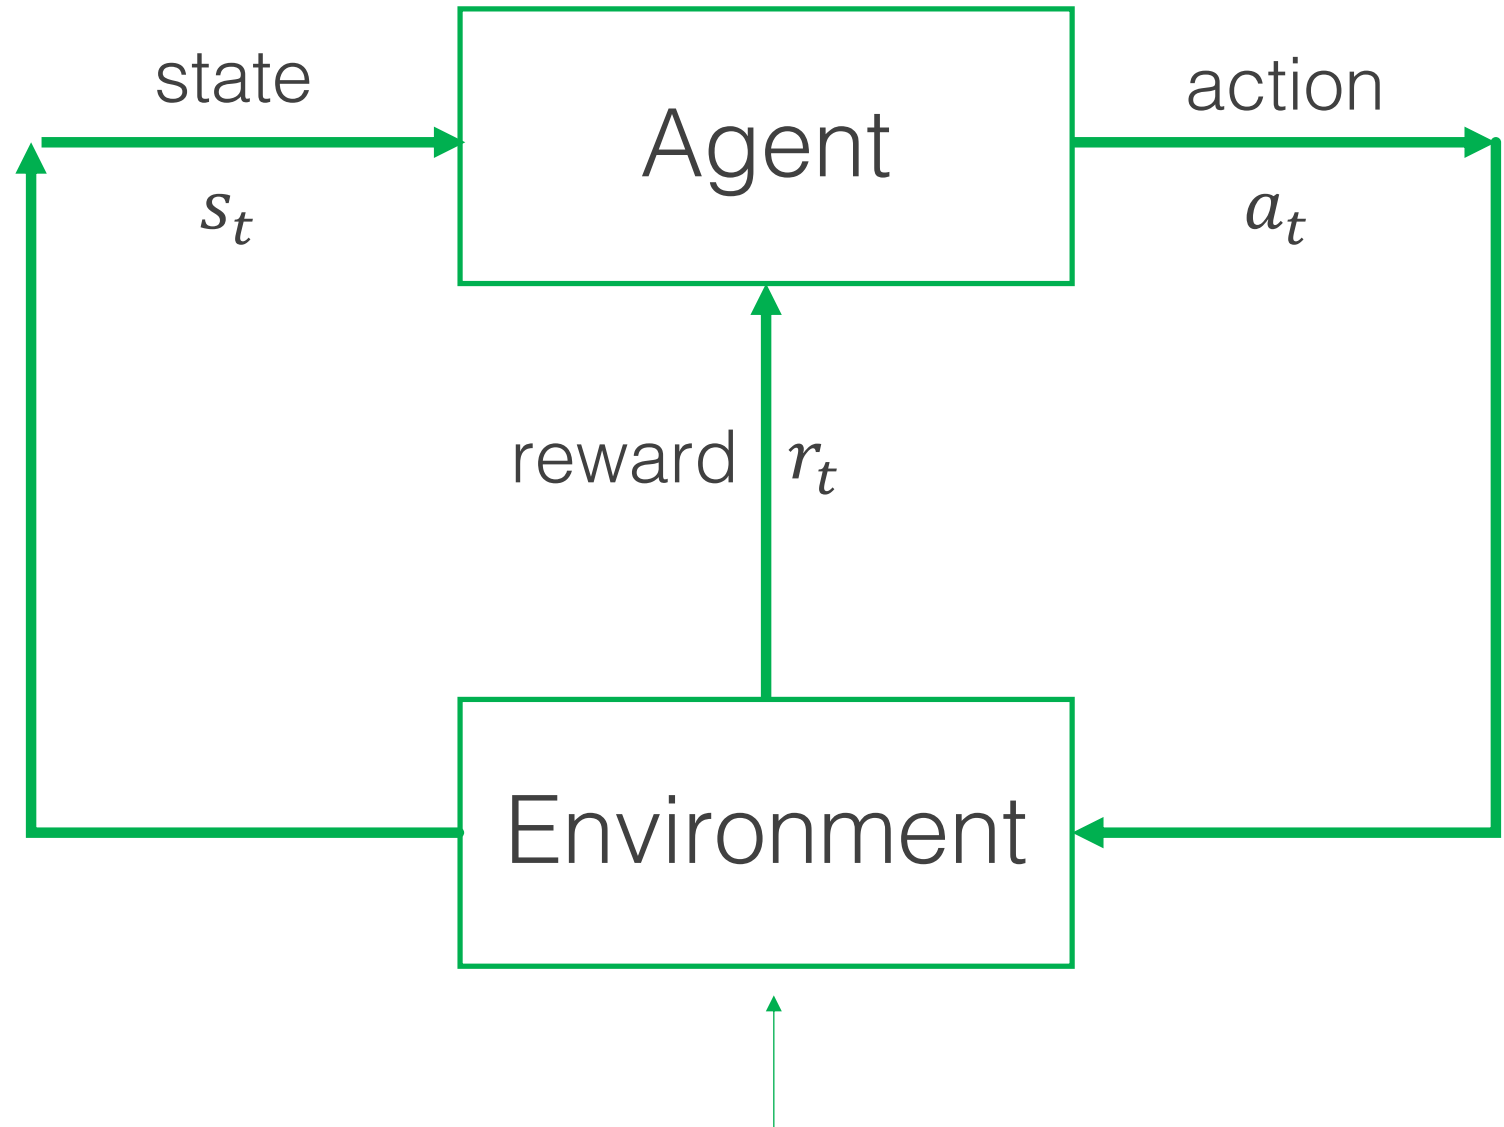 state
Agent
action
s_t
a_t
reward r_t
Environment